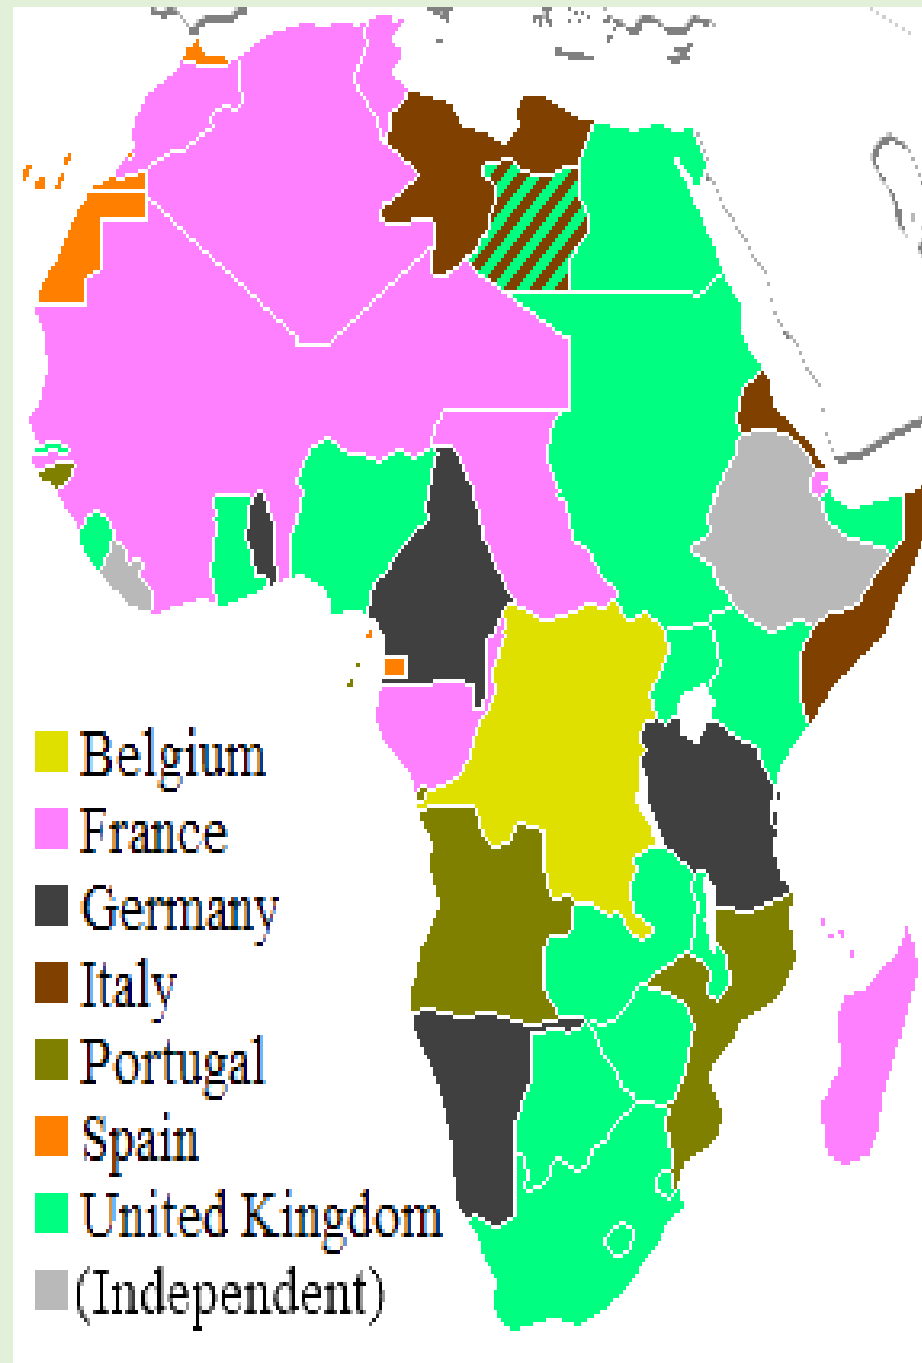 Belgium
France
Germany
Italy
Portugal
Spain
United Kingdom
(Independent)